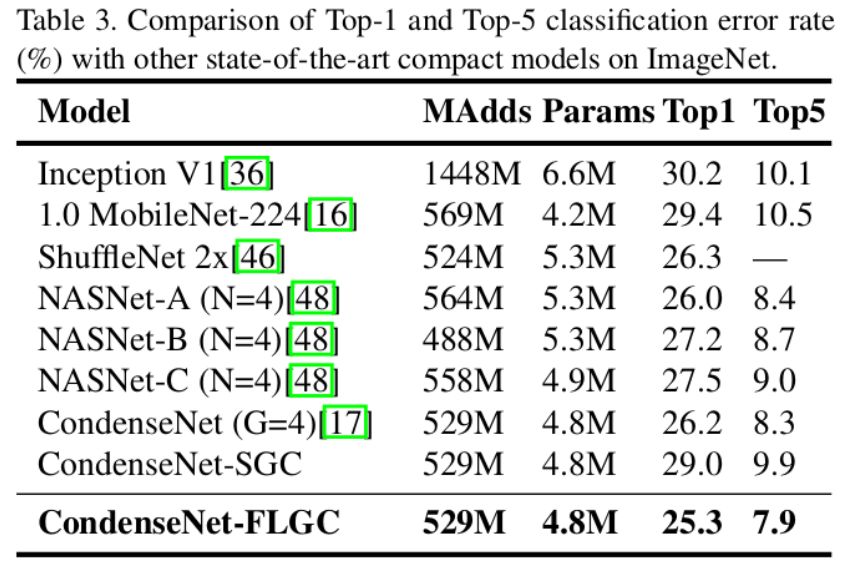 Table 3. Comparison of Top-1 and Top-5 classification error rate
(%) with other state-of-the-art compact models on ImageNet.
Model MAdds Params Top1 Top5
Inception V1[36] 1448M 6.6M 30.2 10.1
1.0 MobileNet-224[16] 569M 4.2M 29.4 10.5
ShuffleNet 2x[46] 524M 5.3M 26.3 —
NASNet-A (N=4)[48] 564M 5.3M 26.0 8.4
NASNet-B (N=4)[48] 488M 5.3M 27.2 8.7
NASNet-C (N=4)[48] 558M 4.9M 27.5 9.0
CondenseNet (G=4)[17] 529M 4.8M 26.2 8.3
CondenseNet-SGC 529M 4.8M 29.0 9.9
CondenseNet-FLGC 529M 4.8M 25.3 7.9